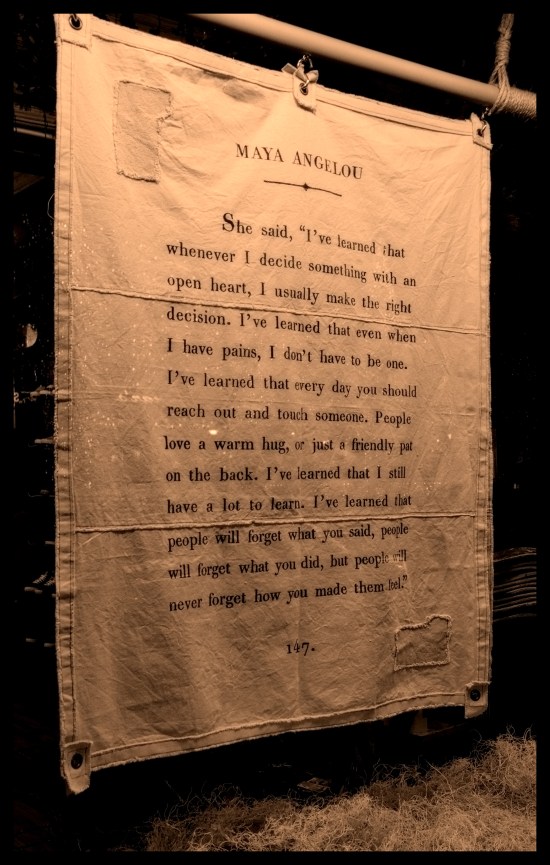 MAYA ANGELOU
She said, “I’ve learned that
whenever I decide something with an
open heart, I usually make the right
decision. I’ve learned that even when
I have pains, I don’t have to be one.
I’ve learned that every day you should
reach out and touch someone. People
love a warm hug, or just a friendly pat
on the back. I’ve learned that I still
have a lot to learn. I’ve learned that
people will forget what you said, people
will forget what you did, but people will
never forget how you made them feel.”
147.